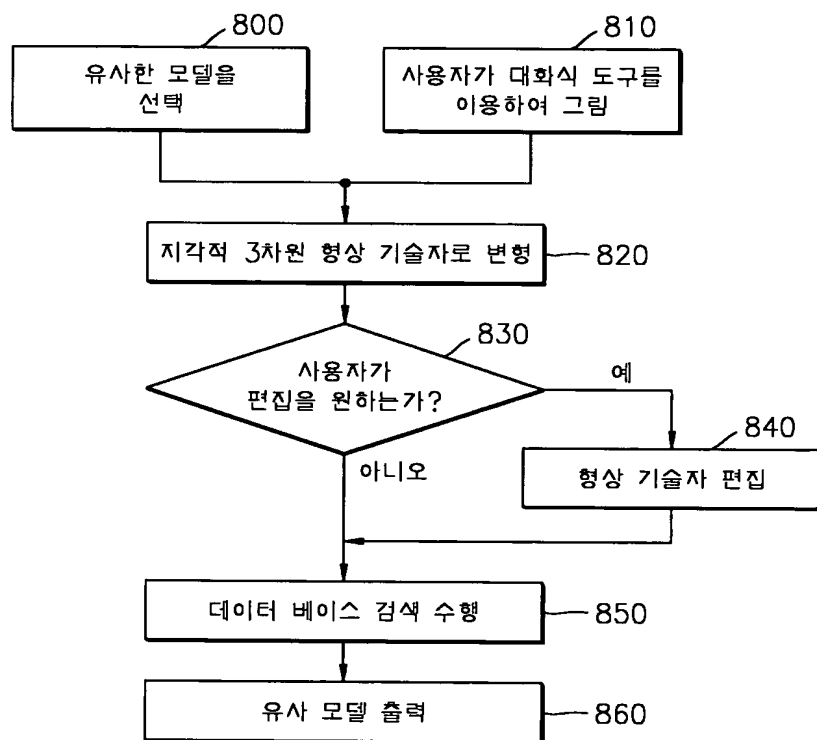 800
유사한 모델을
선택
810
사용자가 대화식 도구를
이용하여 그림
지각적 3차원 형상 기술자로 변형
820
830
사용자가
편집을 원하는가?
예
840
아니오
형상 기술자 편집
데이터 베이스 검색 수행
850
유사 모델 출력
860